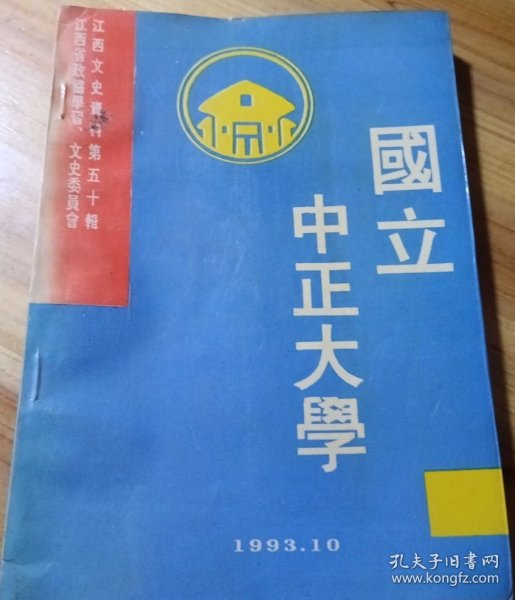 江西文史資料第五十輯
江西省政協學習、文史委員會
國立
中正大學
1993.10
孔夫子旧书网
www.kongfz.com